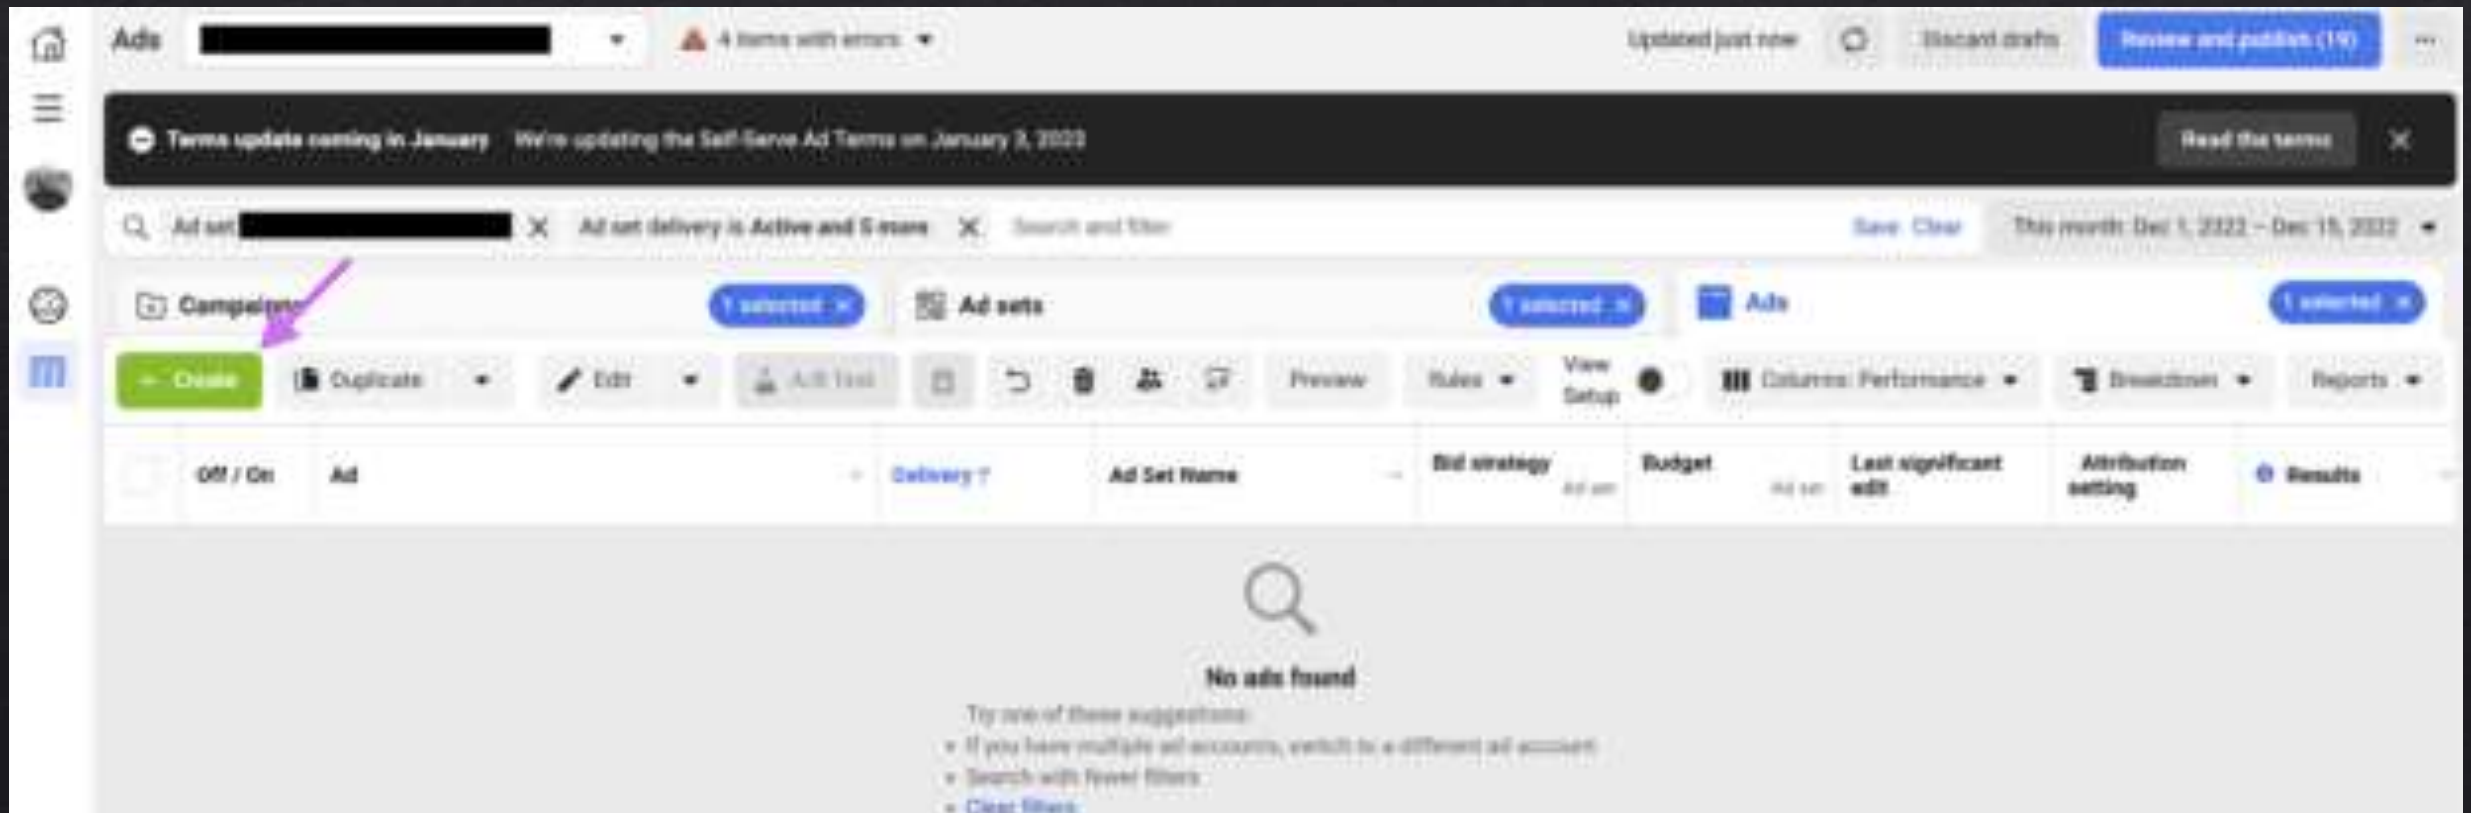 Ads
4 items with errors
Updated just now
Discard drafts
Review and publish (19)
Terms update coming in January We're updating the Self-Serve Ad Terms on January 3, 2023
Read the terms
Ad set
Ad set delivery is Active and 5 more
Search and filter
Save Clear
This month: Dec 1, 2022 – Dec 15, 2022
Campaigns
1 selected
Ad sets
1 selected
Ads
1 selected
+ Create
Duplicate
Edit
A/B Test
Preview
Rules
View Setup
Columns: Performance
Breakdown
Reports
Off / On
Ad
Delivery ↑
Ad Set Name
Bid strategy
Ad set
Budget
Ad set
Last significant edit
Attribution setting
Results
No ads found
Try one of these suggestions:
• If you have multiple ad accounts, switch to a different ad account
• Search with fewer filters
• Clear filters